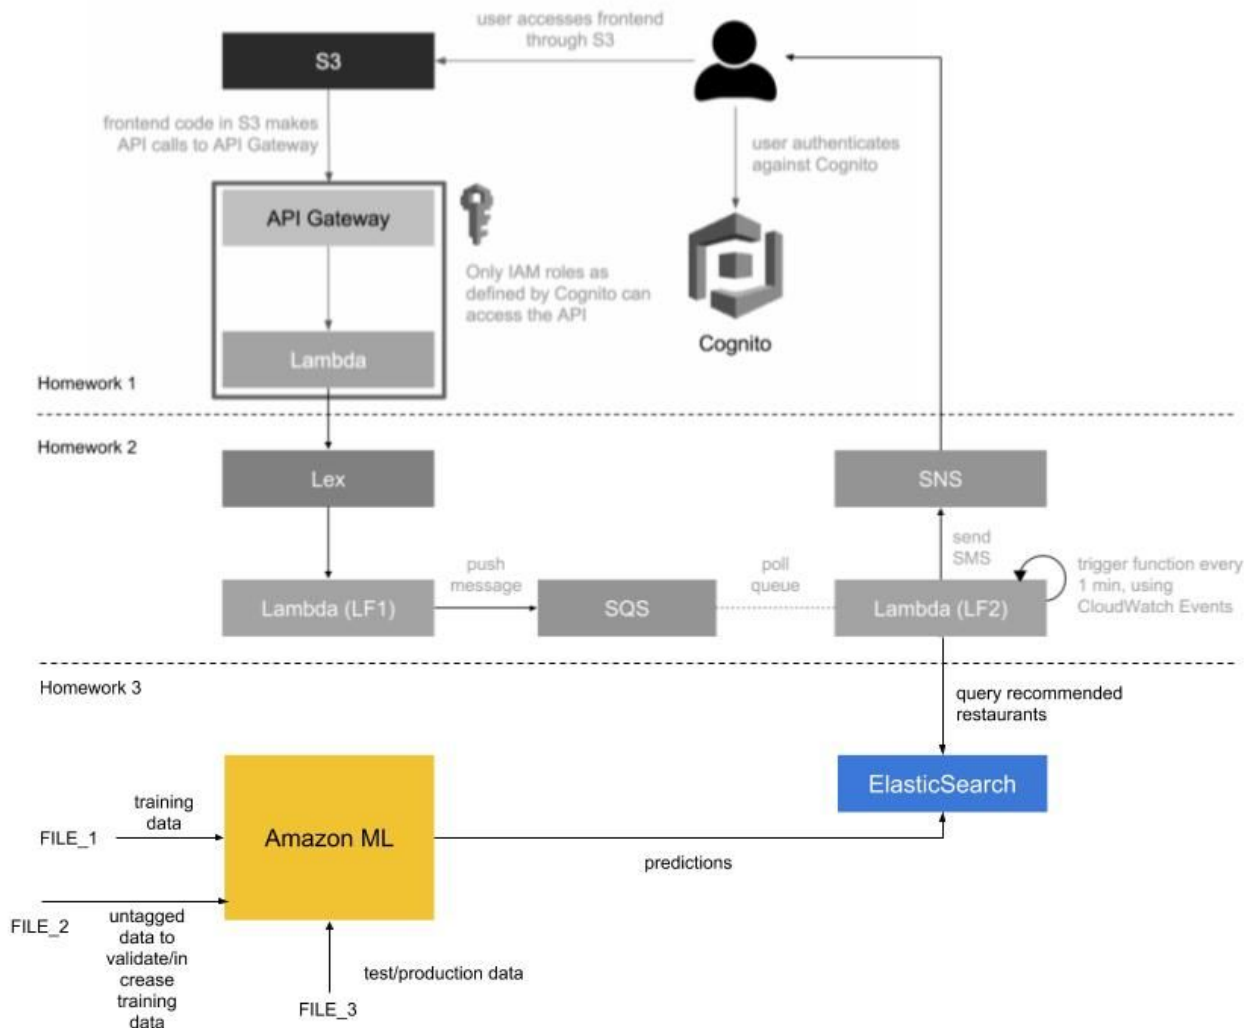 user accesses frontend
through S3
S3
frontend code in S3 makes
API calls to API Gateway
user authenticates
against Cognito
API Gateway
Only IAM roles as
defined by Cognito can
access the API
Lambda
Cognito
Homework 1
Homework 2
Lex
SNS
send
SMS
push
message
poll
queue
trigger function every
1 min, using
CloudWatch Events
Lambda (LF1)
SQS
Lambda (LF2)
Homework 3
query recommended
restaurants
ElasticSearch
training
data
FILE_1
Amazon ML
predictions
FILE_2
untagged
data to
validate/in
crease
training
data
test/production data
FILE_3